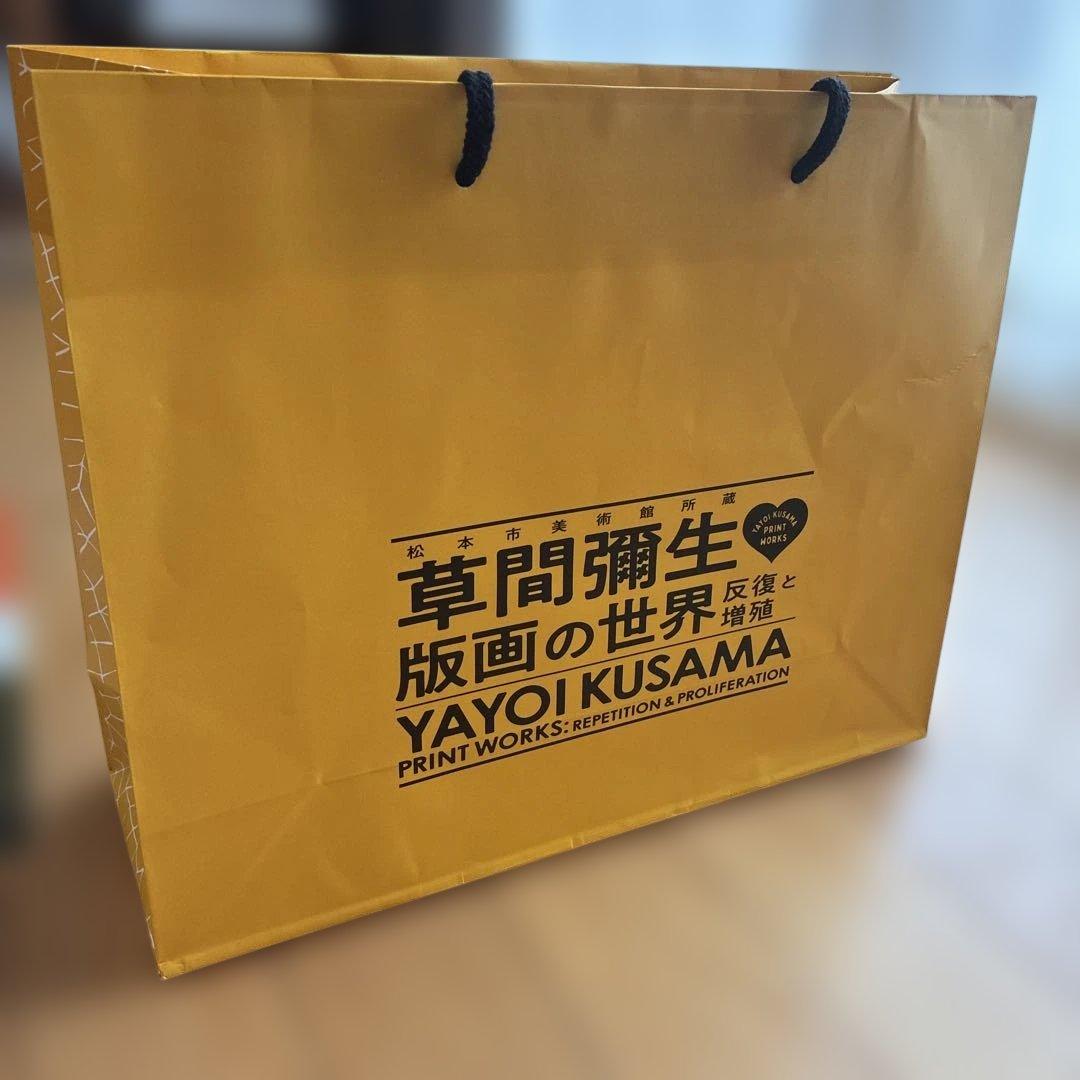 松本市美術館所蔵
草間彌生
YAYOI KUSAMA
PRINT
WORKS
版画の世界
反復と
増殖
YAYOI KUSAMA
PRINT WORKS: REPETITION & PROLIFERATION